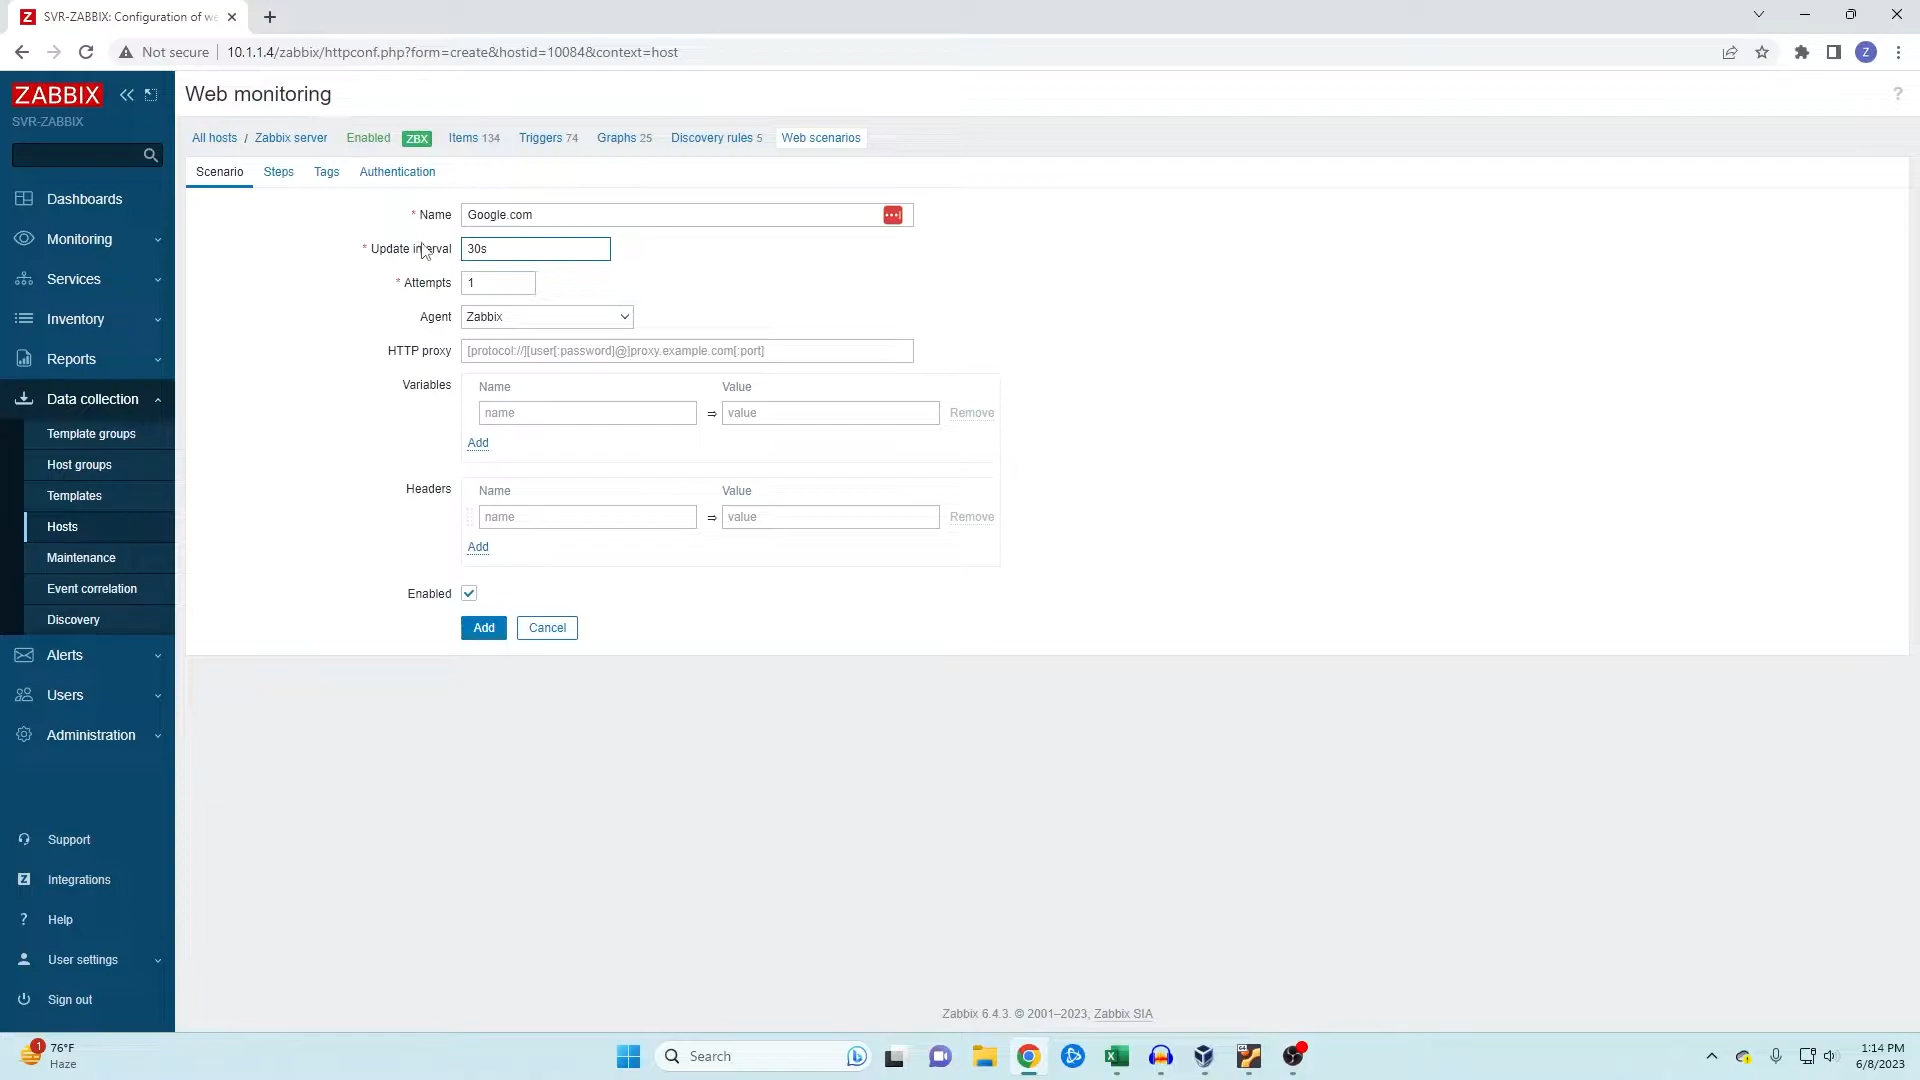 SVR-ZABBIX: Configuration of we
Not secure 10.1.1.4/zabbix/httpconf.php?form=create&hostid=10084&context=host
Z
ZABBIX
SVR-ZABBIX
Dashboards
Monitoring
Services
Inventory
Reports
Data collection
Template groups
Host groups
Templates
Hosts
Maintenance
Event correlation
Discovery
Alerts
Users
Administration
Support
Integrations
Help
User settings
Sign out
Web monitoring
?
All hosts / Zabbix server Enabled ZBX Items 134 Triggers 74 Graphs 25 Discovery rules 5 Web scenarios
Scenario Steps Tags Authentication
* Name Google.com
* Update interval 30s
* Attempts 1
Agent Zabbix
HTTP proxy [protocol://][user[:password]@]proxy.example.com[:port]
Variables Name Value
name ⇒ value Remove
Add
Headers Name Value
name ⇒ value Remove
Add
Enabled
Add Cancel
Zabbix 6.4.3. © 2001–2023, Zabbix SIA
1 76°F
Haze
Search
1:14 PM
6/8/2023